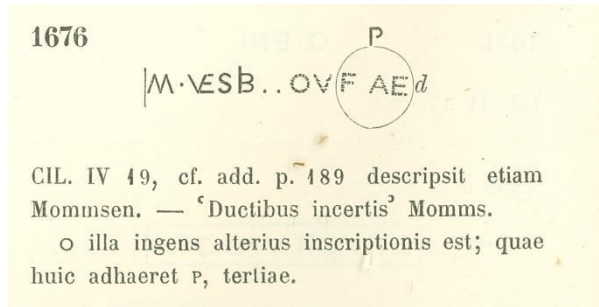 1676
P
M·VESB..OVF AEd
CIL. IV 19, cf. add. p. 189 descripsit etiam
Mommsen. — ‘Ductibus incertis’ Momms.
O illa ingens alterius inscriptionis est; quae
huic adhaeret P, tertiae.